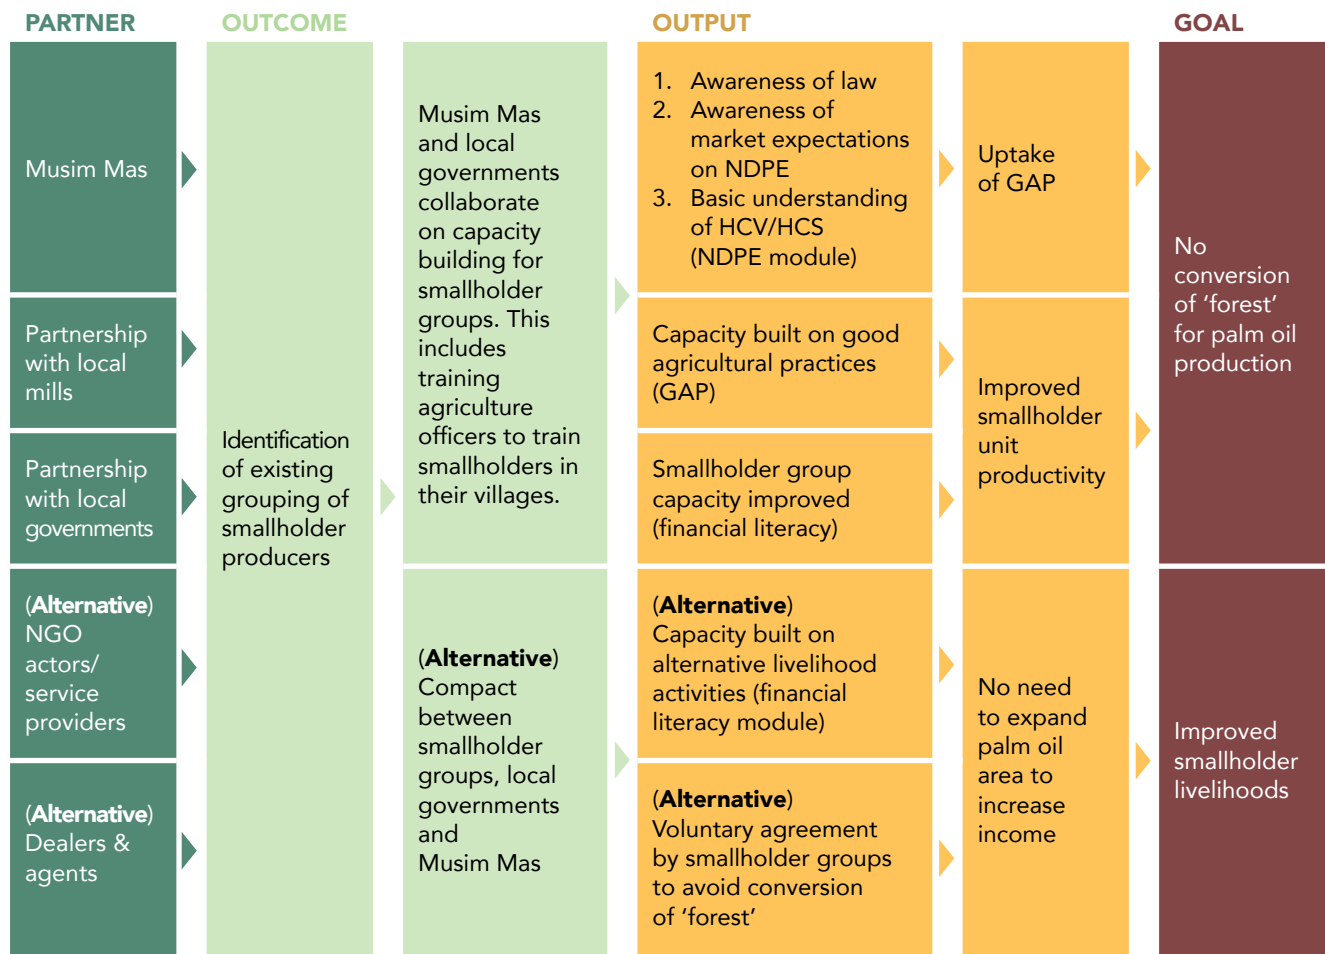 PARTNER
OUTCOME
OUTPUT
GOAL
Musim Mas
Partnership
with local
mills
Partnership
with local
governments
(Alternative)
NGO
actors/
service
providers
(Alternative)
Dealers &
agents
Identification
of existing
grouping of
smallholder
producers
Musim Mas
and local
governments
collaborate
on capacity
building for
smallholder
groups. This
includes
training
agriculture
officers to train
smallholders in
their villages.
(Alternative)
Compact
between
smallholder
groups, local
governments
and
Musim Mas
1. Awareness of law
2. Awareness of
market expectations
on NDPE
3. Basic understanding
of HCV/HCS
(NDPE module)
Capacity built on good
agricultural practices
(GAP)
Smallholder group
capacity improved
(financial literacy)
(Alternative)
Capacity built on
alternative livelihood
activities (financial
literacy module)
(Alternative)
Voluntary agreement
by smallholder groups
to avoid conversion
of ‘forest’
Uptake
of GAP
Improved
smallholder
unit
productivity
No need
to expand
palm oil
area to
increase
income
No
conversion
of ‘forest’
for palm oil
production
Improved
smallholder
livelihoods